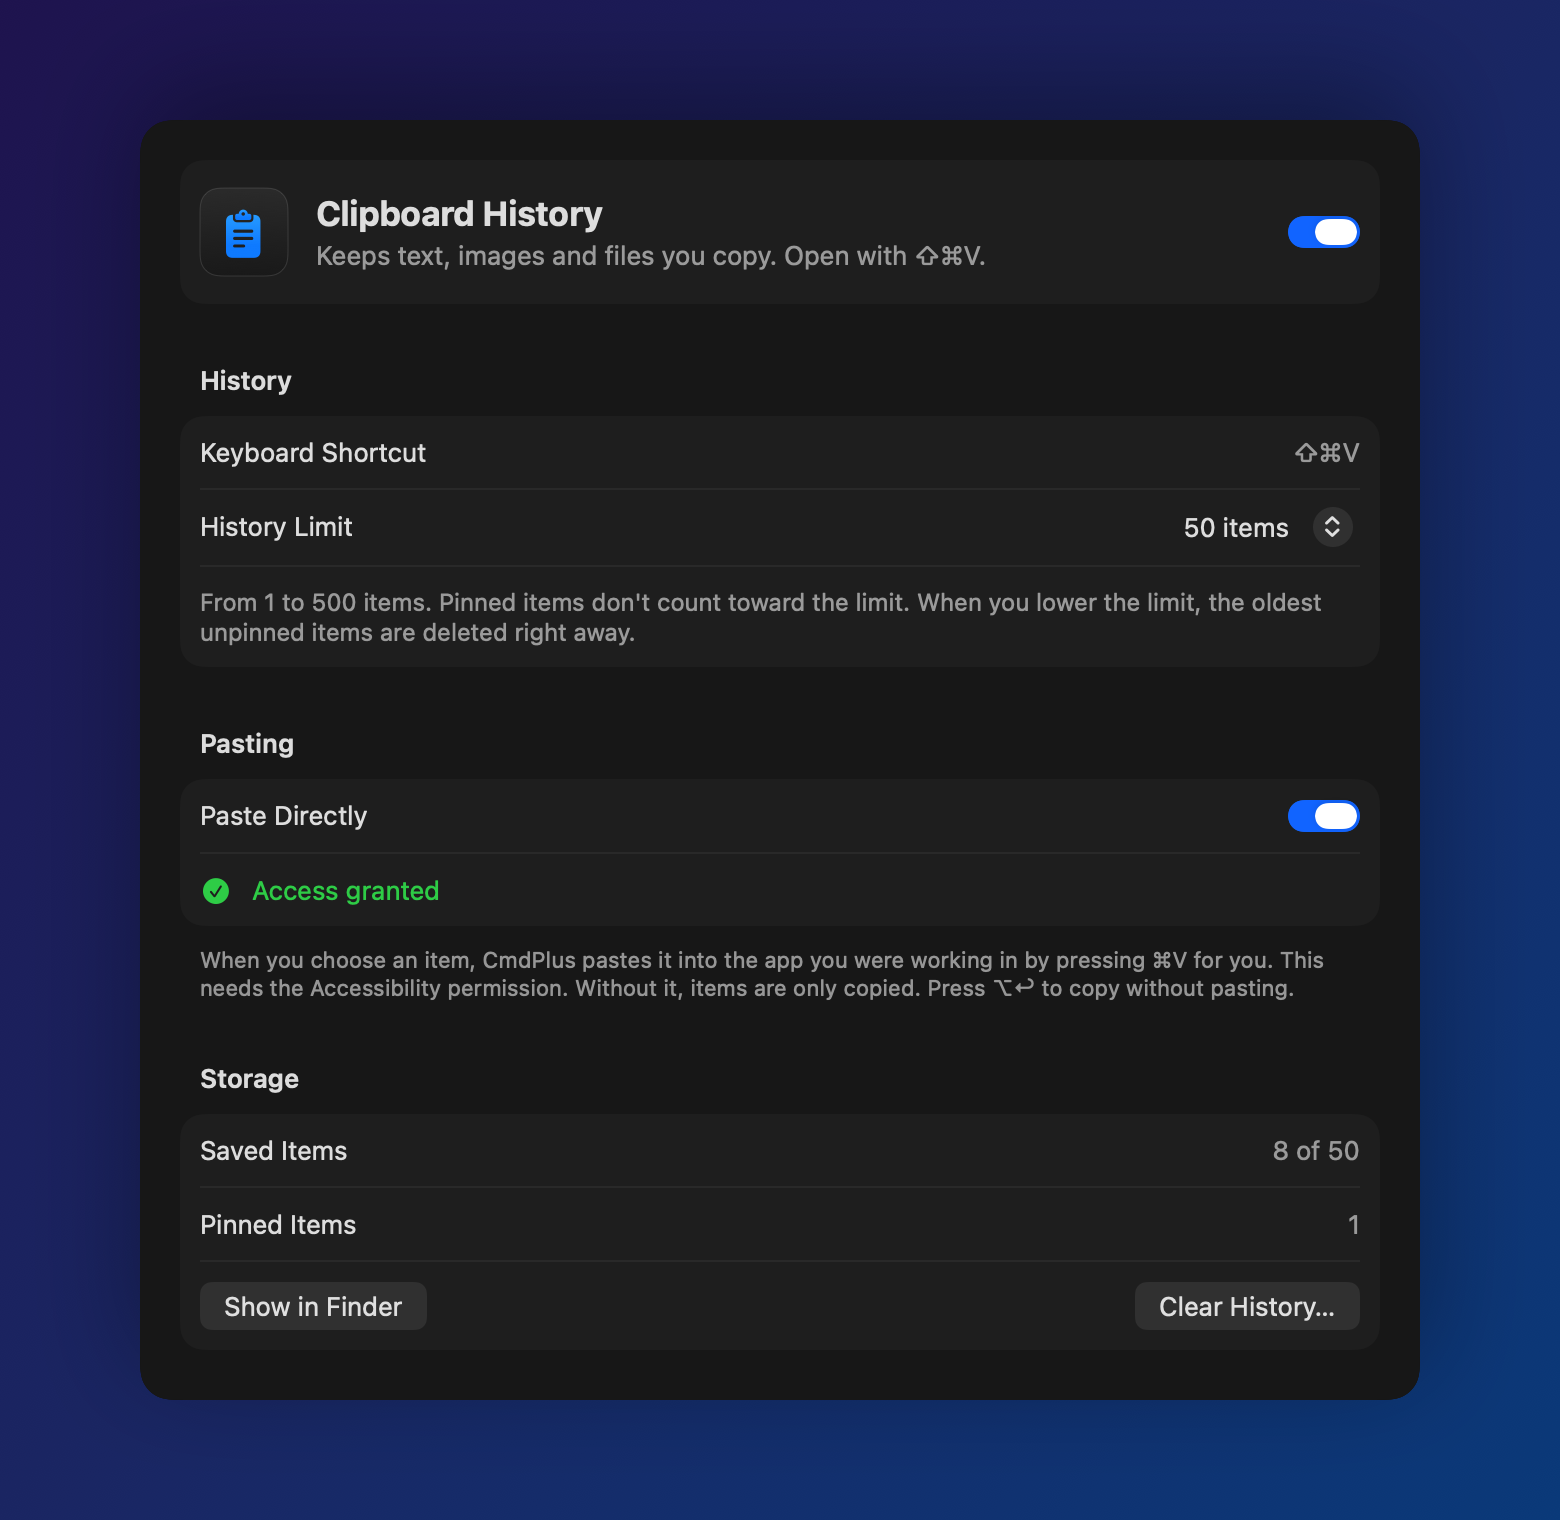 Clipboard History
Keeps text, images and files you copy. Open with ⇧⌘V.
History
Keyboard Shortcut ⇧⌘V
History Limit 50 items
From 1 to 500 items. Pinned items don't count toward the limit. When you lower the limit, the oldest
unpinned items are deleted right away.
Pasting
Paste Directly
Access granted
When you choose an item, CmdPlus pastes it into the app you were working in by pressing ⌘V for you. This
needs the Accessibility permission. Without it, items are only copied. Press ⌥↩ to copy without pasting.
Storage
Saved Items 8 of 50
Pinned Items 1
Show in Finder Clear History...